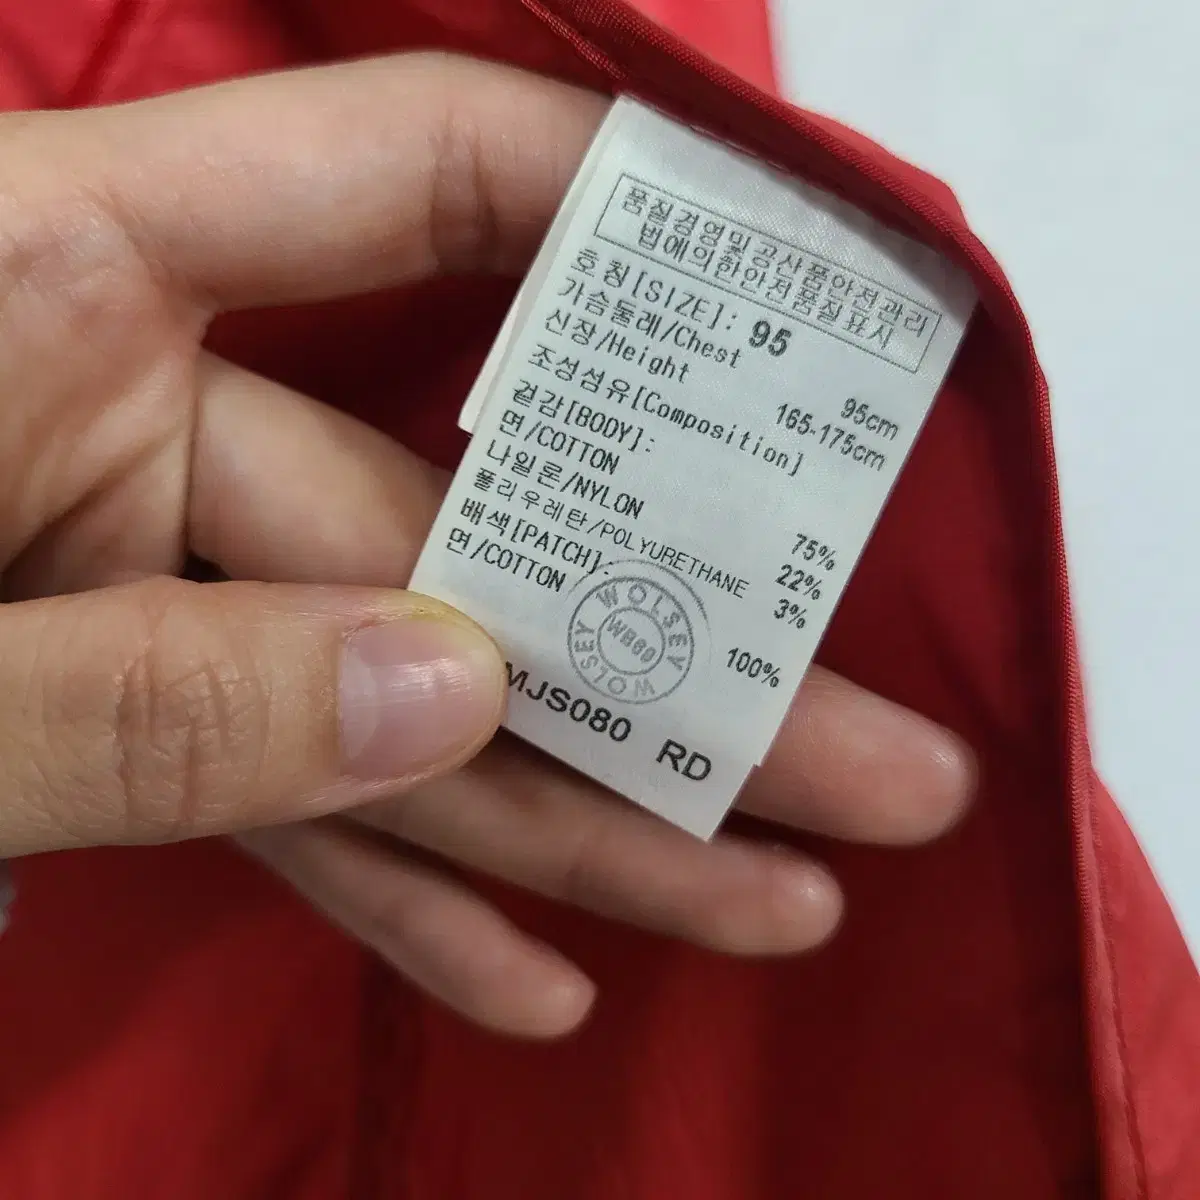 품질경영및공산품안전관리
법에의한안전품질표시
호칭[SIZE]: 95
가슴둘레/Chest 95cm
신장/Height 165-175cm
조성섬유[Composition]
겉감[BODY]:
면/COTTON 75%
나일론/NYLON 22%
폴리우레탄/POLYURETHANE 3%
배색[PATCH]:
면/COTTON 100%
WOLSEY
WOLSEY
MJS080 RD